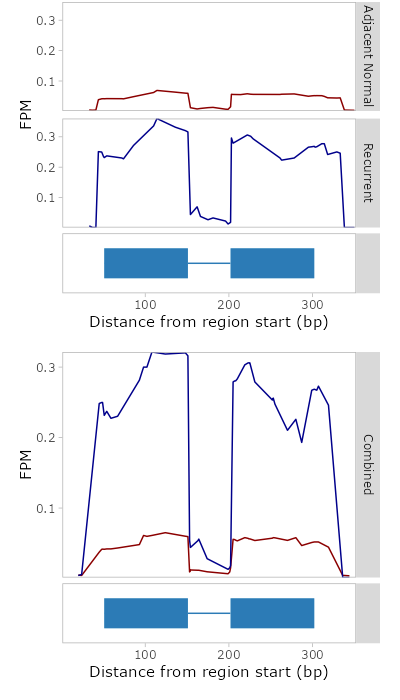 0.3
0.2
0.1
Adjacent Normal
FPM
0.3
0.2
0.1
Recurrent
100
200
300
Distance from region start (bp)
0.3
0.2
0.1
FPM
Combined
100
200
300
Distance from region start (bp)